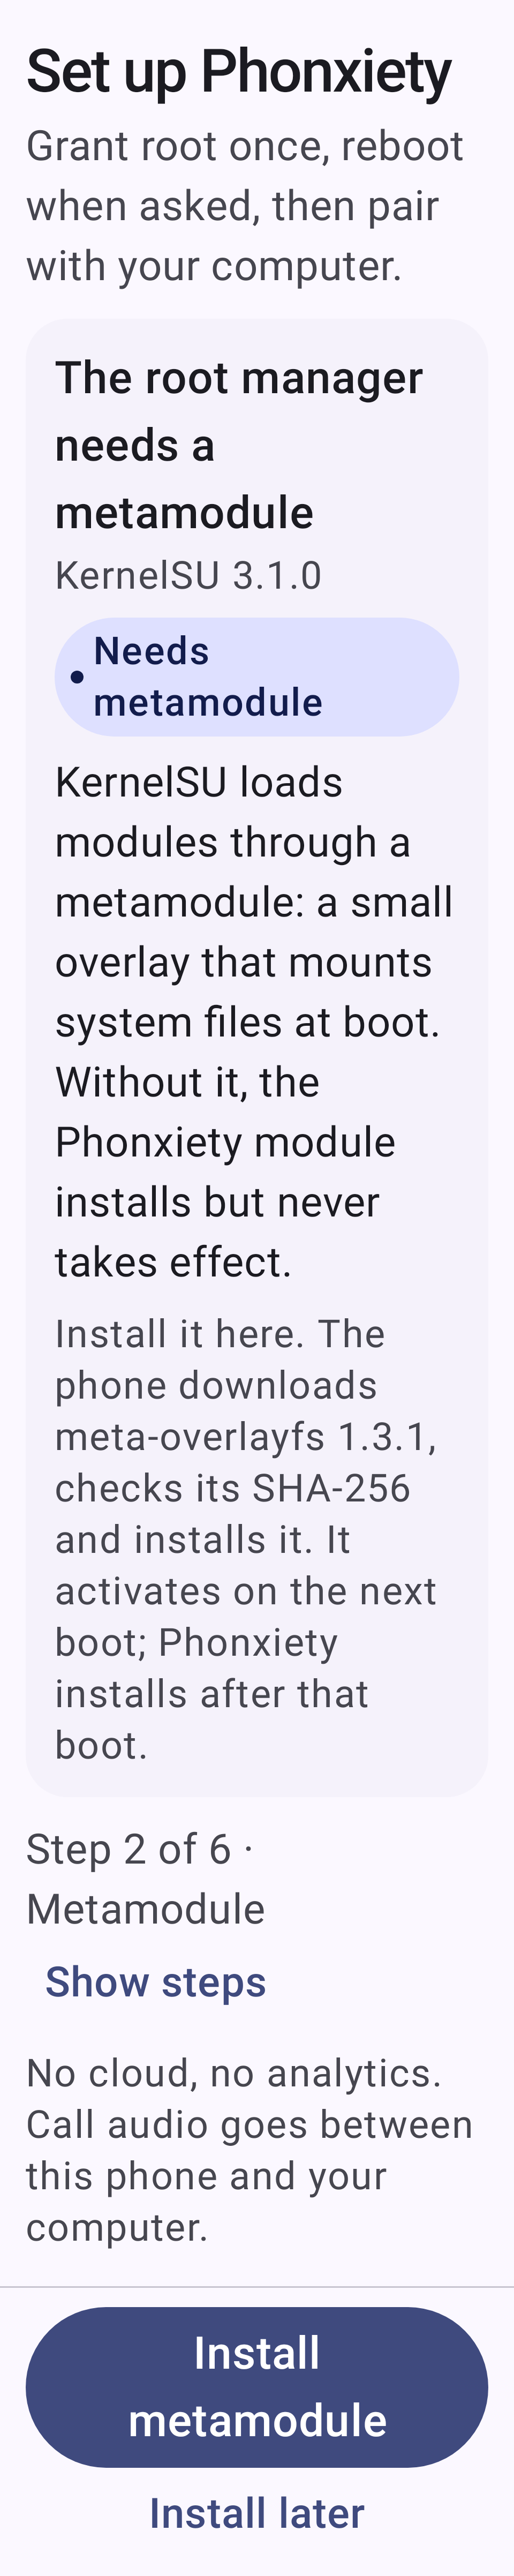 Set up Phonxiety
Grant root once, reboot
when asked, then pair
with your computer.
The root manager
needs a
metamodule
KernelSU 3.1.0
Needs
metamodule
KernelSU loads
modules through a
metamodule: a small
overlay that mounts
system files at boot.
Without it, the
Phonxiety module
installs but never
takes effect.
Install it here. The
phone downloads
meta-overlayfs 1.3.1,
checks its SHA-256
and installs it. It
activates on the next
boot; Phonxiety
installs after that
boot.
Step 2 of 6 ·
Metamodule
Show steps
No cloud, no analytics.
Call audio goes between
this phone and your
computer.
Install
metamodule
Install later